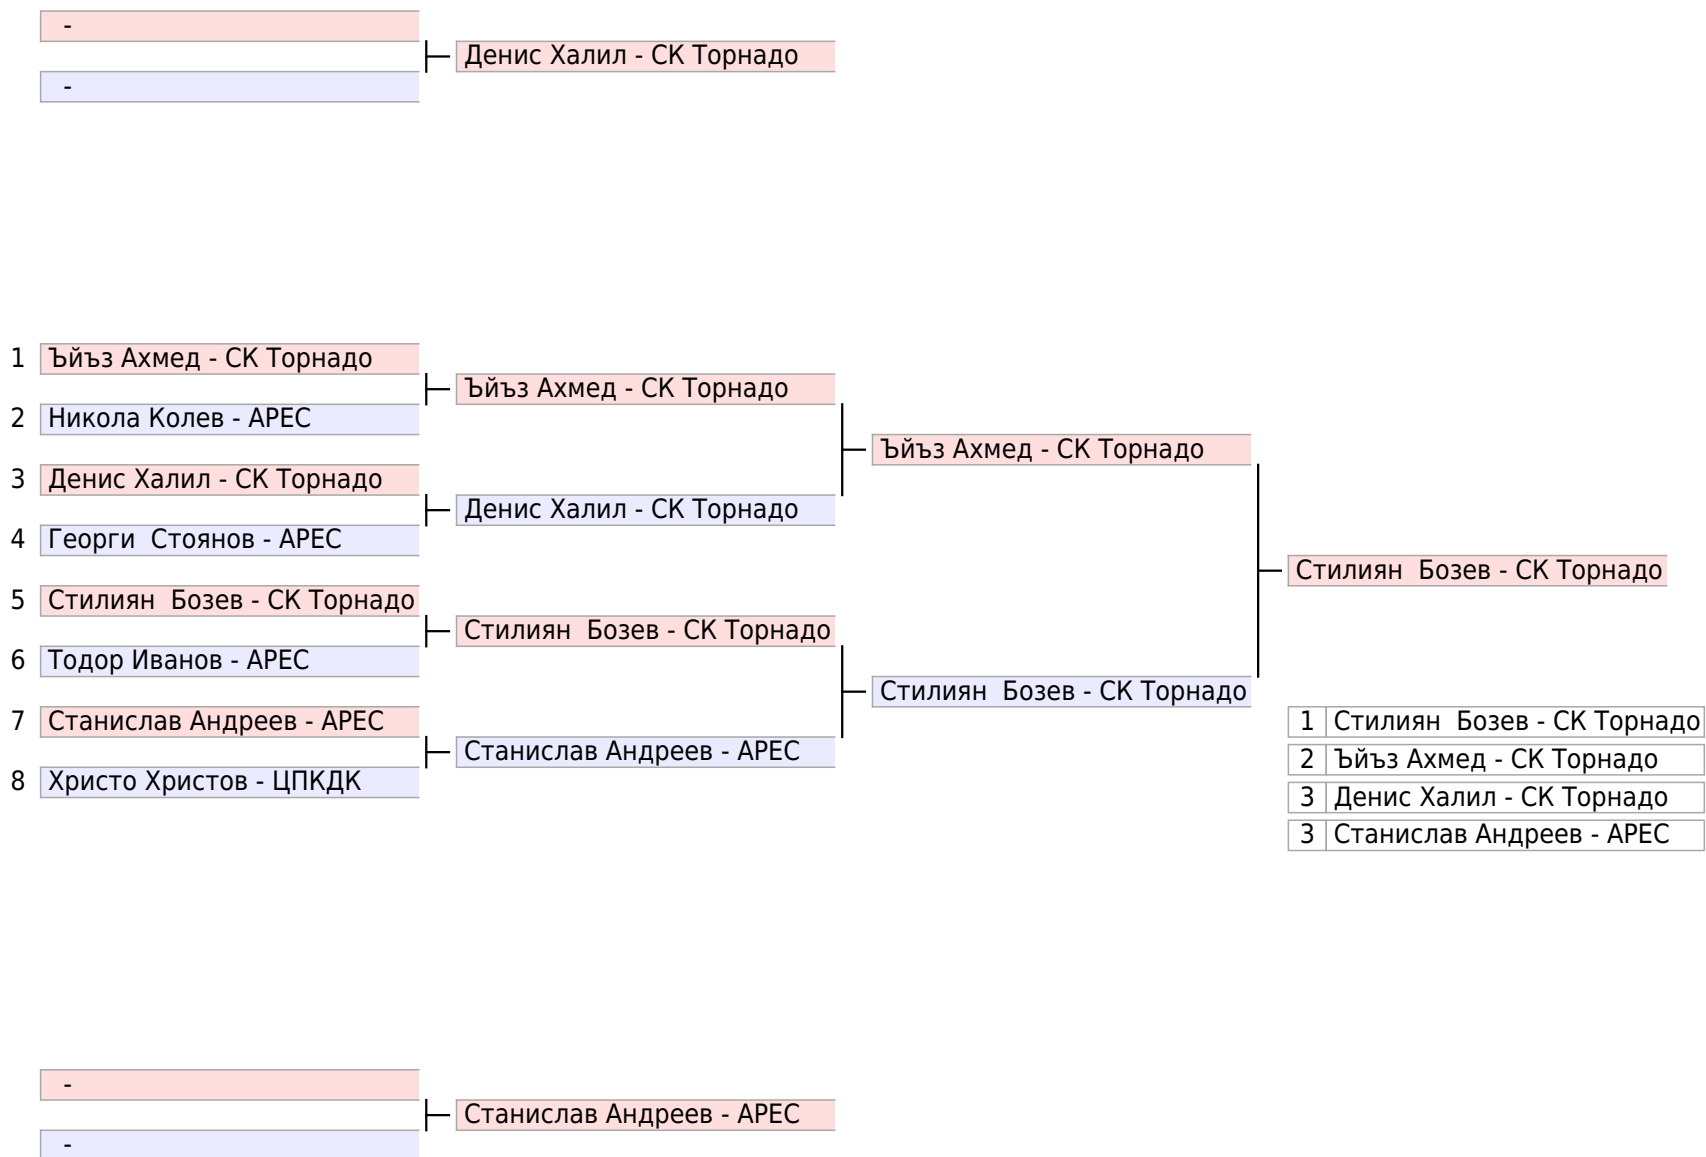 -
Денис Халил - СК Торнадо
-
1 Ъйъз Ахмед - СК Торнадо
Ъйъз Ахмед - СК Торнадо
2 Никола Колев - АРЕС
Ъйъз Ахмед - СК Торнадо
3 Денис Халил - СК Торнадо
Денис Халил - СК Торнадо
4 Георги  Стоянов - АРЕС
Стилиян  Бозев - СК Торнадо
5 Стилиян  Бозев - СК Торнадо
Стилиян  Бозев - СК Торнадо
6 Тодор Иванов - АРЕС
Стилиян  Бозев - СК Торнадо
7 Станислав Андреев - АРЕС
Станислав Андреев - АРЕС
8 Христо Христов - ЦПКДК
1 Стилиян  Бозев - СК Торнадо
2 Ъйъз Ахмед - СК Торнадо
3 Денис Халил - СК Торнадо
3 Станислав Андреев - АРЕС
-
Станислав Андреев - АРЕС
-